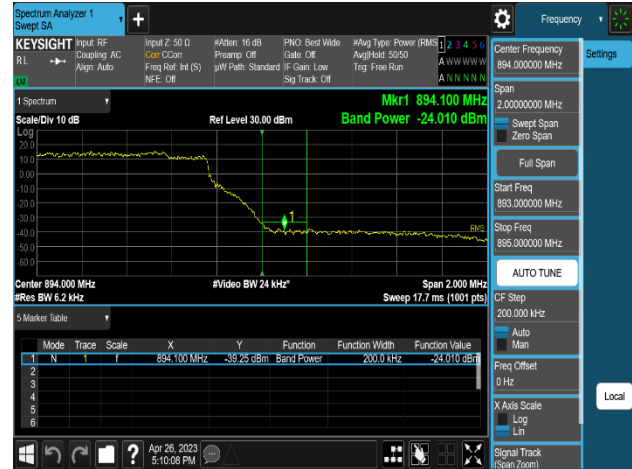 Spectrum Analyzer 1
Swept SA
+
Frequency
KEYSIGHT
RL
Input: RF
Coupling: AC
Align: Auto
Input Z: 50 Ω
Corr CCorr
Freq Ref: Int (S)
NFE: Off
#Atten: 16 dB
Preamp: Off
µW Path: Standard
PNO: Best Wide
Gate: Off
IF Gain: Low
Sig Track: Off
#Avg Type: Power (RMS
Avg|Hold: 50/50
Trig: Free Run
1 2 3 4 5 6
A W W W W W
A N N N N N
1 Spectrum
Scale/Div 10 dB
Ref Level 30.00 dBm
Mkr1 894.100 MHz
Band Power -24.010 dBm
Log
20.0
10.0
0.00
-10.0
-20.0
-30.0
-40.0
-50.0
-60.0
1
RMS
Center 894.000 MHz
#Res BW 6.2 kHz
#Video BW 24 kHz*
Span 2.000 MHz
Sweep 17.7 ms (1001 pts)
5 Marker Table
Mode Trace Scale X Y Function Function Width Function Value
1 N 1 f 894.100 MHz -39.25 dBm Band Power 200.0 kHz -24.010 dBm
2
3
4
5
6
?
Apr 26, 2023
5:10:08 PM
Center Frequency
894.000000 MHz
Settings
Span
2.00000000 MHz
Swept Span
Zero Span
Full Span
Start Freq
893.000000 MHz
Stop Freq
895.000000 MHz
AUTO TUNE
CF Step
200.000 kHz
Auto
Man
Freq Offset
0 Hz
X Axis Scale
Log
Lin
Local
Signal Track
(Span Zoom)